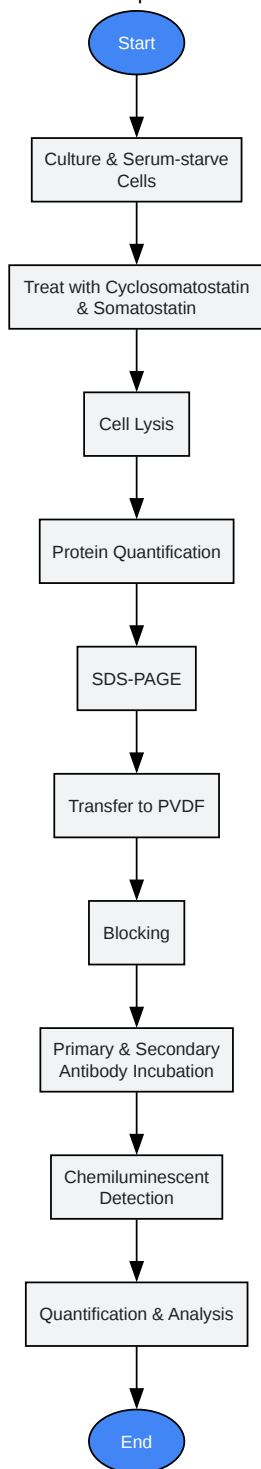 Start
Culture & Serum-starve
Cells
Treat with Cyclosomatostatin
& Somatostatin
Cell Lysis
Protein Quantification
SDS-PAGE
Transfer to PVDF
Blocking
Primary & Secondary
Antibody Incubation
Chemiluminescent
Detection
Quantification & Analysis
End